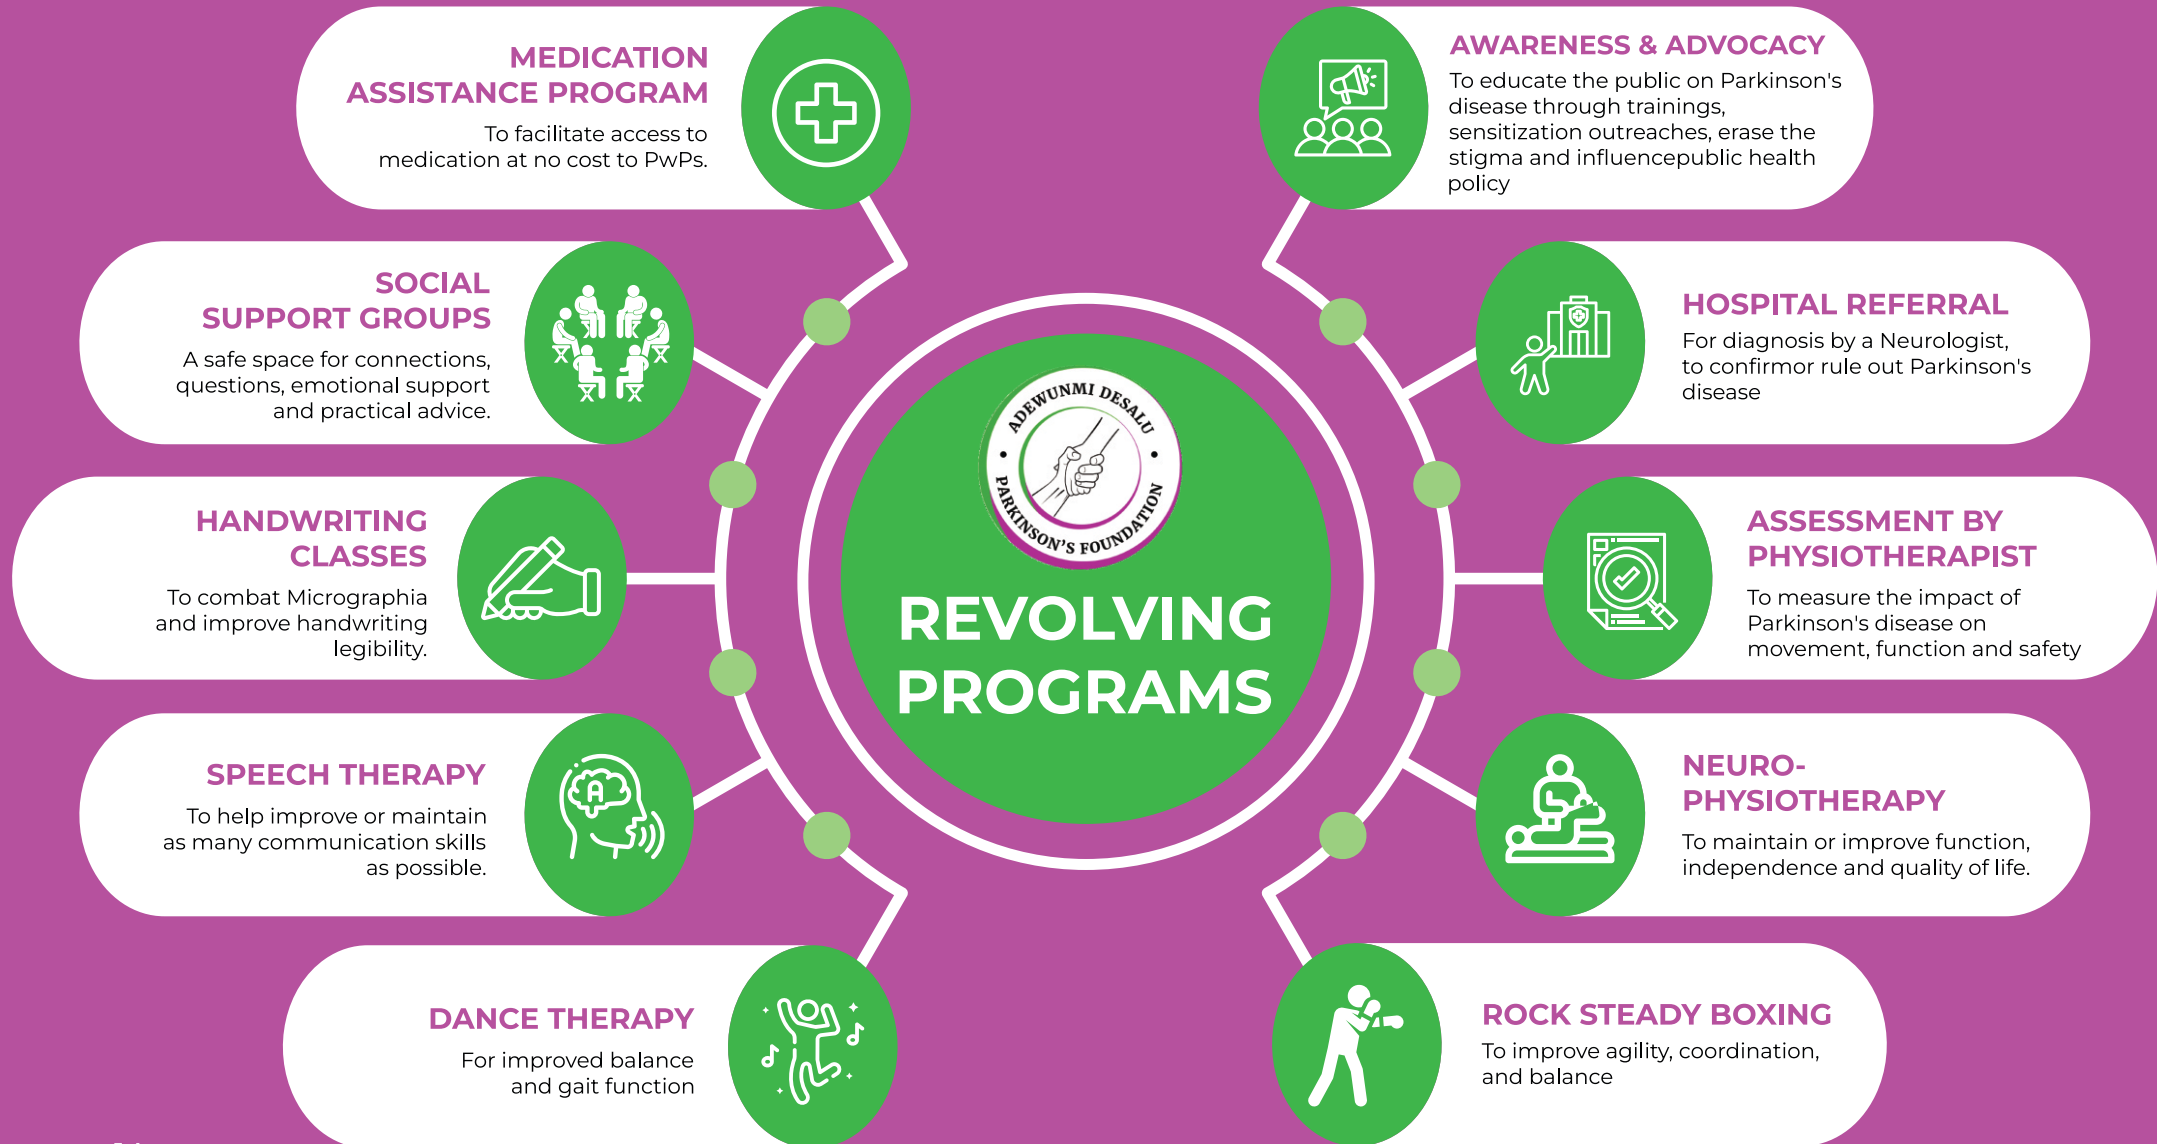 MEDICATION
ASSISTANCE PROGRAM
To facilitate access to
medication at no cost to PwPs.
SOCIAL
SUPPORT GROUPS
A safe space for connections,
questions, emotional support
and practical advice.
HANDWRITING
CLASSES
To combat Micrographia
and improve handwriting
legibility.
SPEECH THERAPY
To help improve or maintain
as many communication skills
as possible.
DANCE THERAPY
For improved balance
and gait function
ADEWUNMI DESALU
PARKINSON'S FOUNDATION
REVOLVING
PROGRAMS
AWARENESS & ADVOCACY
To educate the public on Parkinson's
disease through trainings,
sensitization outreaches, erase the
stigma and influencepublic health
policy
HOSPITAL REFERRAL
For diagnosis by a Neurologist,
to confirmor rule out Parkinson's
disease
ASSESSMENT BY
PHYSIOTHERAPIST
To measure the impact of
Parkinson's disease on
movement, function and safety
NEURO-
PHYSIOTHERAPY
To maintain or improve function,
independence and quality of life.
ROCK STEADY BOXING
To improve agility, coordination,
and balance